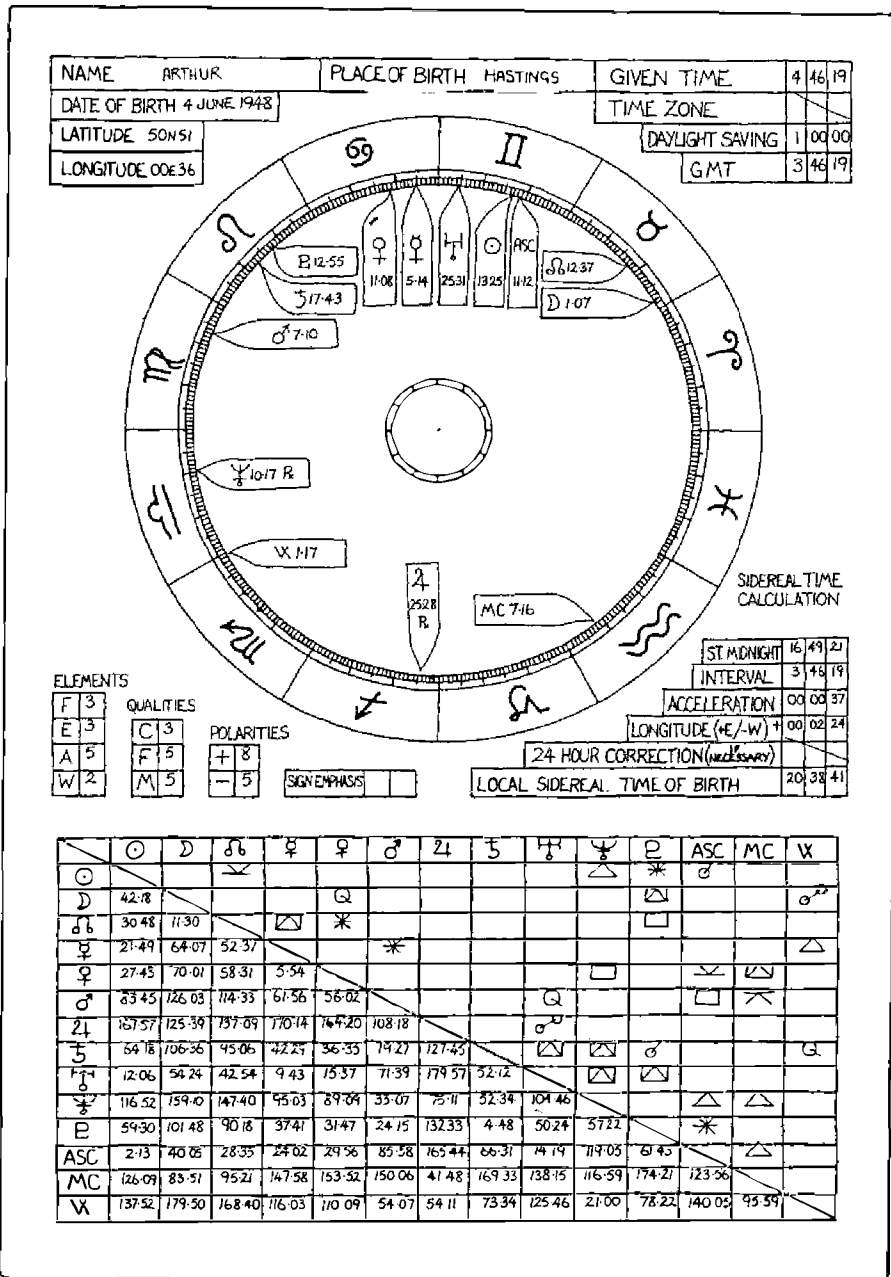 NAME ARTHUR PLACE OF BIRTH HASTINGS GIVEN TIME 4 46 19
DATE OF BIRTH 4 JUNE 1948 TIME ZONE
LATITUDE 50N51 DAYLIGHT SAVING 1 00 00
LONGITUDE 00E36 GMT 3 46 19
♋ ♊
♌ ♉
♍ ♈
♎ ♓
♏ ♒
♐ ♑
♇ 12·55
♄ 17·43
♂ 7·10
♀ 11·08
☿ 5·14
♅ 25·31
☉ 13·25
ASC 11·12
☊ 12·37
☽ 1·07
♆ 10·17 ℞
Vx 1·17
♃ 25·28 ℞
MC 7·16
SIDEREAL TIME
CALCULATION
ST. MIDNIGHT 16 49 21
INTERVAL 3 46 19
ACCELERATION 00 00 37
LONGITUDE (+E/-W) + 00 02 24
24 HOUR CORRECTION (if NECESSARY)
LOCAL SIDEREAL TIME OF BIRTH 20 38 41
ELEMENTS
F 3
E 3
A 5
W 2
QUALITIES
C 3
F 5
M 5
POLARITIES
+ 8
- 5
SIGN EMPHASIS
☉ ☽ ☊ ☿ ♀ ♂ ♃ ♄ ♅ ♆ ♇ ASC MC Vx
☉ ⚺ △ ✶ ☌
☽ 42·18 Q ☍
☊ 30·48 11·30 ✶ □
☿ 21·49 64·07 52·37 ✶ △
♀ 27·43 70·01 58·31 5·54 □ ⚺
♂ 83·45 126·03 114·33 61·56 56·02 Q □ ⚻
♃ 167·57 125·39 137·09 170·14 164·20 108·18 ☍
♄ 64·18 106·36 95·06 42·29 36·35 79·27 127·45 ☌ Q
♅ 12·06 54·24 42·54 9·43 15·37 71·39 179·57 52·12
♆ 116·52 159·10 147·40 95·03 89·09 33·07 75·11 52·34 104·46 △ △
♇ 59·30 101·48 90·18 37·41 31·47 24·15 132·33 4·48 50·24 57·22 ✶
ASC 2·13 40·05 28·35 24·02 29·56 85·58 165·44 66·31 14·19 119·05 61·43 △
MC 126·09 83·51 95·21 147·58 153·52 150·06 41·48 169·33 138·15 116·59 174·21 123·56
Vx 137·52 179·50 168·40 116·03 110·09 54·07 54·11 73·34 125·46 21·00 78·22 140·05 95·59